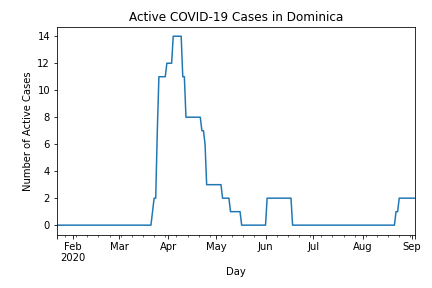 Active COVID-19 Cases in Dominica
14
12
10
8
6
4
2
0
Number of Active Cases
Feb Mar Apr May Jun Jul Aug Sep
2020
Day